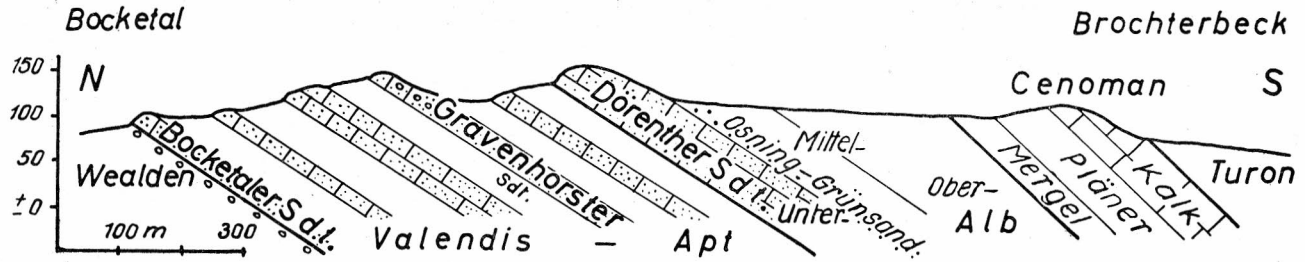 Bocketal
Brochterbeck
150
N
Cenoman
S
100
Dörenther Sdt.
Gravenhorster
Sdt.
Osning-Grünsand.
Mittel-
Bocketaler Sdt.
50
Wealden
Mergel
Pläner
Kalk
Turon
Ober-
Unter-
Alb
± 0
100 m
300
Valendis – Apt